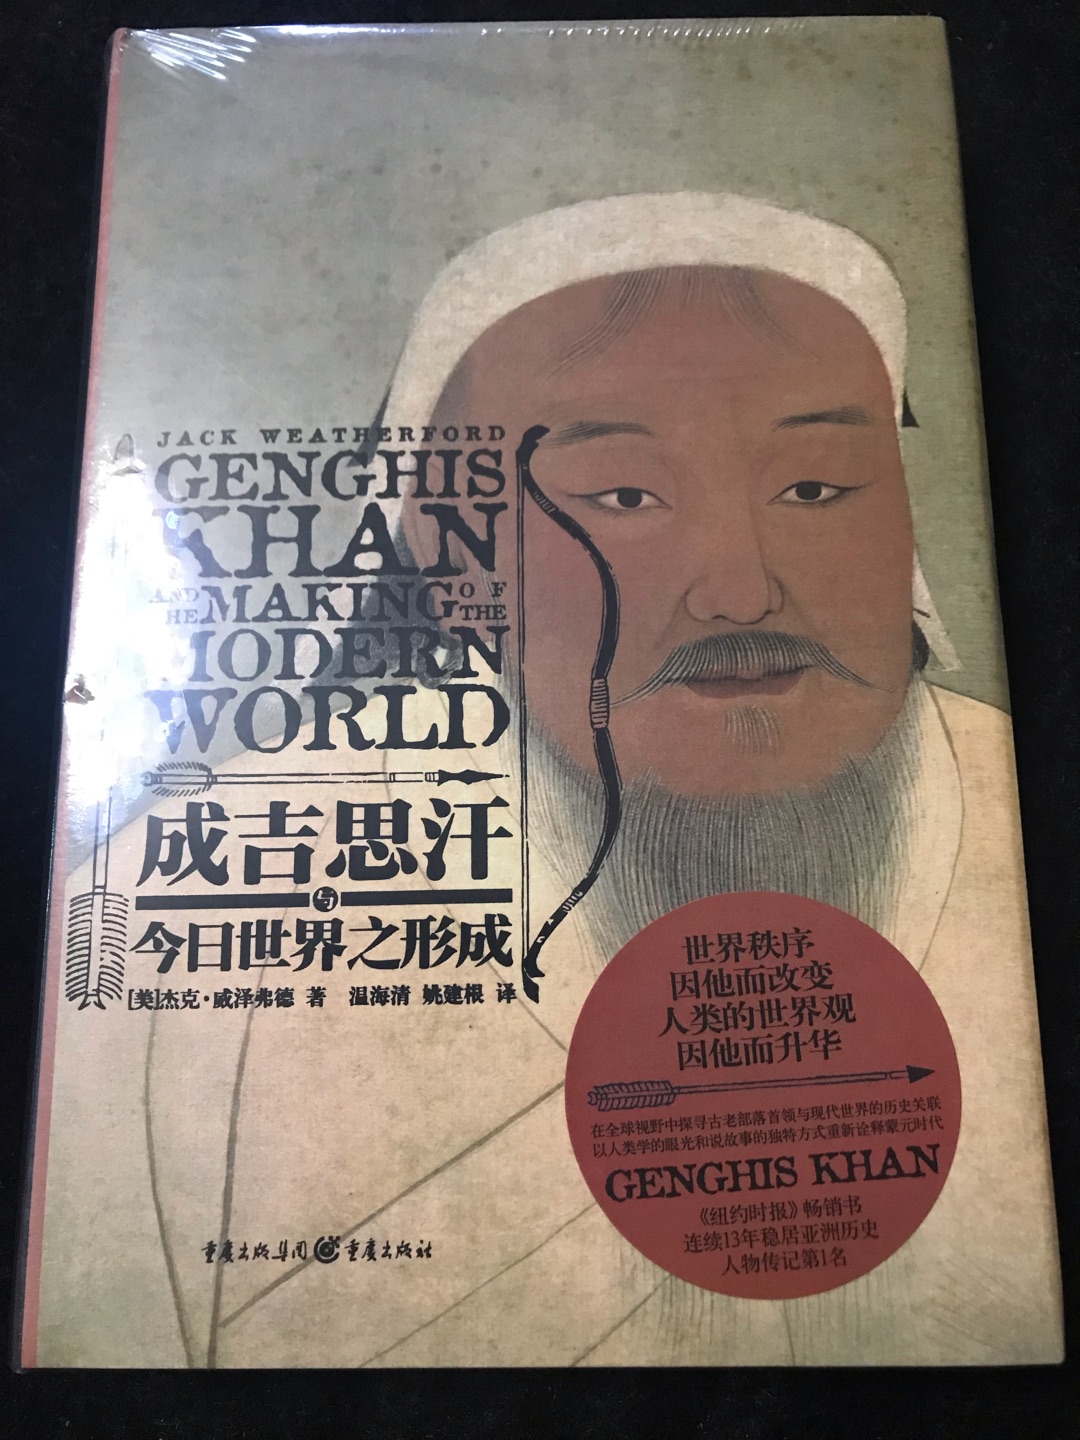 JACK WEATHERFORD
GENGHIS
KHAN
AND THE MAKING OF THE
MODERN
WORLD
成吉思汗
与
今日世界之形成
[美]杰克·威泽弗德 著 温海清 姚建根 译
世界秩序
因他而改变
人类的世界观
因他而升华
在全球视野中探寻古老部落首领与现代世界的历史关联
以人类学的眼光和说故事的独特方式重新诠释蒙元时代
GENGHIS KHAN
《纽约时报》畅销书
连续13年稳居亚洲历史
人物传记第1名
重庆出版集团 重庆出版社